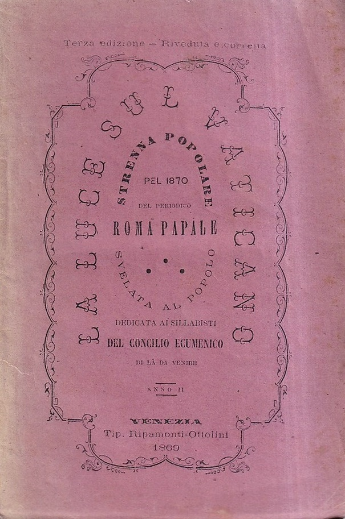 Terza edizione – Riveduta e corretta
LA LUCE SUL VATICANO
STRENNA POPOLARE
PEL 1870
DEL PERIODICO
ROMA PAPALE
SVELATA AL POPOLO
DEDICATA AI SILLABISTI
DEL CONCILIO ECUMENICO
DI LÀ DA VENIRE
ANNO II
VENEZIA
Tip. Ripamonti-Ottolini
1869